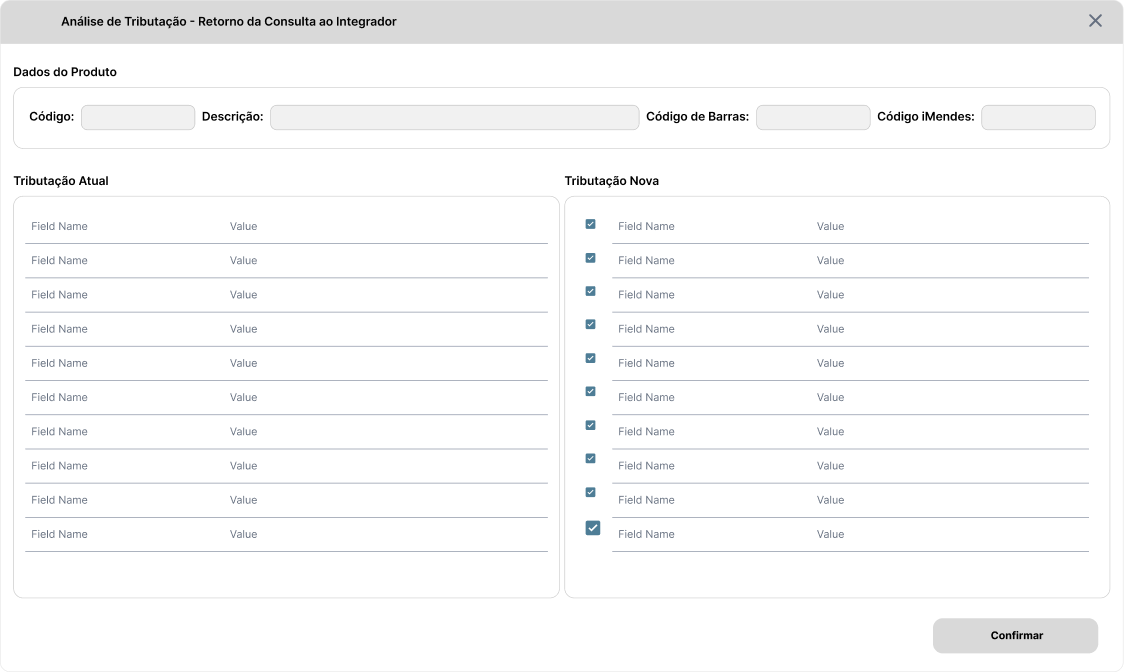 Análise de Tributação - Retorno da Consulta ao Integrador
Dados do Produto
Código: Descrição: Código de Barras: Código iMendes:
Tributação Atual
Field Name Value
Field Name Value
Field Name Value
Field Name Value
Field Name Value
Field Name Value
Field Name Value
Field Name Value
Field Name Value
Field Name Value
Tributação Nova
Field Name Value
Field Name Value
Field Name Value
Field Name Value
Field Name Value
Field Name Value
Field Name Value
Field Name Value
Field Name Value
Field Name Value
Confirmar